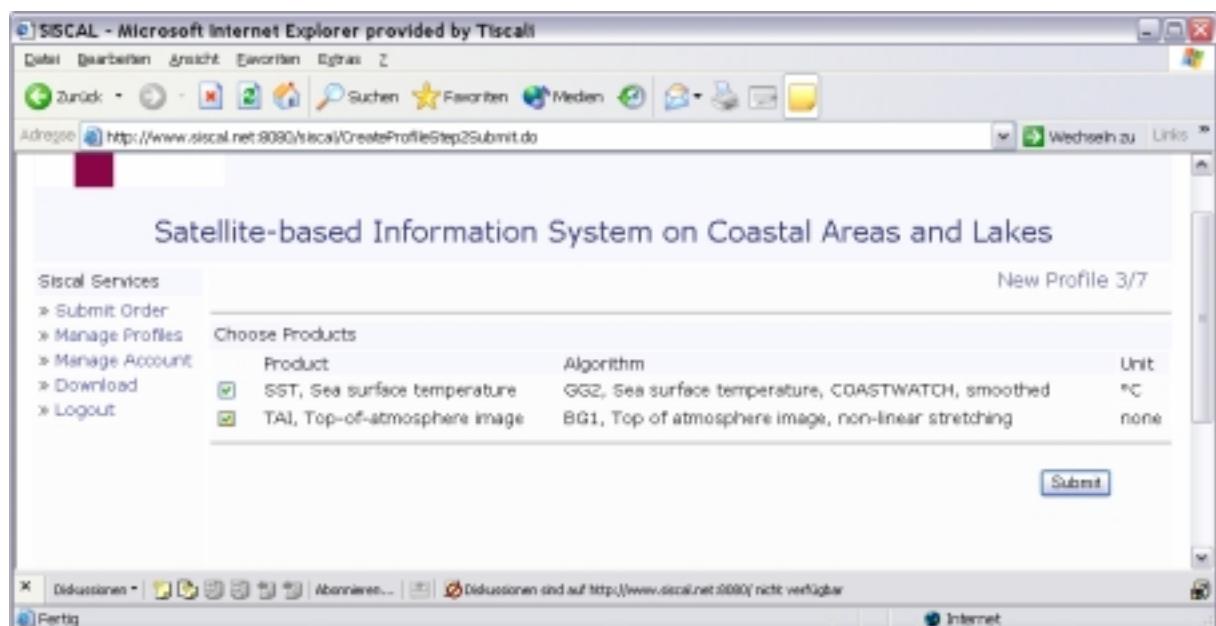 SISCAL - Microsoft Internet Explorer provided by Tiscali
Datei Bearbeiten Ansicht Favoriten Extras ?
Zurück Suchen Favoriten Medien
Adresse http://www.siscal.net:8080/siscal/CreateProfileStep2Submit.do Wechseln zu Links »
Satellite-based Information System on Coastal Areas and Lakes
Siscal Services
» Submit Order
» Manage Profiles
» Manage Account
» Download
» Logout
New Profile 3/7
Choose Products
Product Algorithm Unit
SST, Sea surface temperature GG2, Sea surface temperature, COASTWATCH, smoothed °C
TAI, Top-of-atmosphere image BG1, Top of atmosphere image, non-linear stretching none
Submit
Diskussionen Abonnieren... Diskussionen sind auf http://www.siscal.net:8080/ nicht verfügbar
Fertig Internet